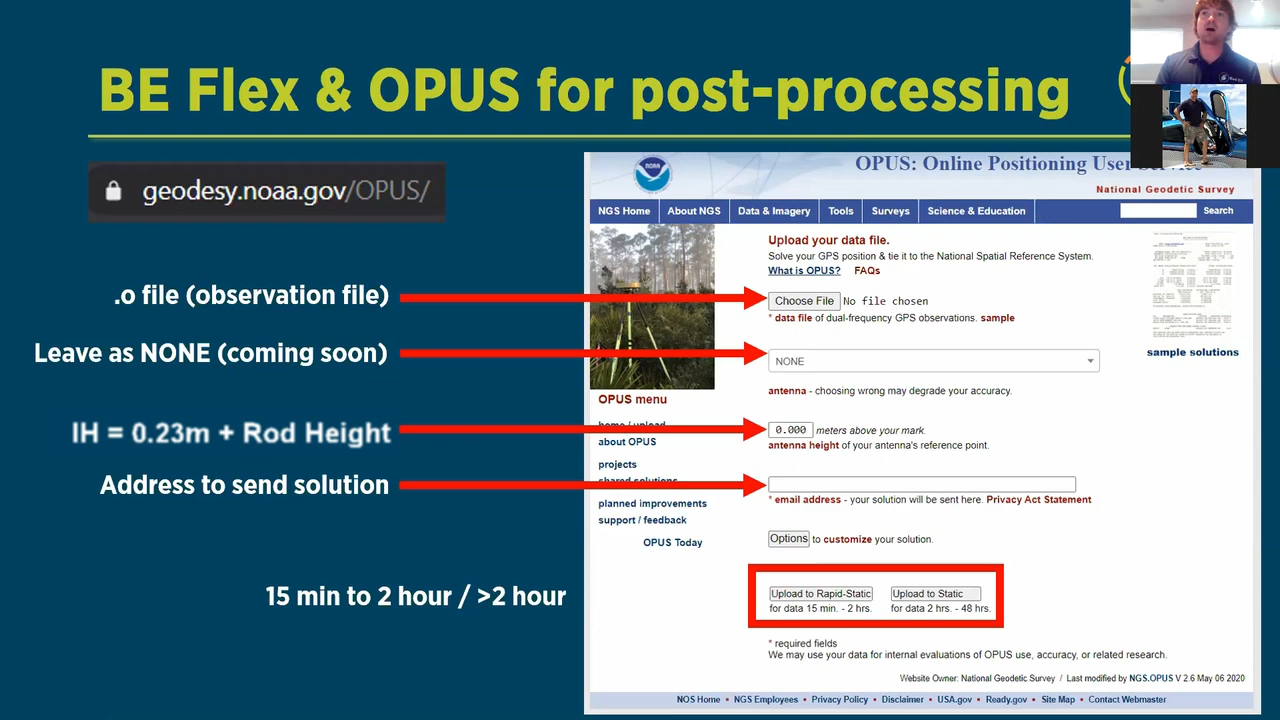 BE Flex & OPUS for post-processing
geodesy.noaa.gov/OPUS/
.o file (observation file)
Leave as NONE (coming soon)
IH = 0.23m + Rod Height
Address to send solution
15 min to 2 hour / >2 hour
NOAA
OPUS: Online Positioning User
National Geodetic Survey
NGS Home About NGS Data & Imagery Tools Surveys Science & Education Search
Upload your data file.
Solve your GPS position & tie it to the National Spatial Reference System.
What is OPUS? FAQs
Choose File No file chosen
* data file of dual-frequency GPS observations. sample
sample solutions
NONE
antenna - choosing wrong may degrade your accuracy.
OPUS menu
home / upload
about OPUS
projects
shared solutions
planned improvements
support / feedback
OPUS Today
0.000 meters above your mark.
antenna height of your antenna's reference point.
* email address - your solution will be sent here. Privacy Act Statement
Options to customize your solution.
Upload to Rapid-Static Upload to Static
for data 15 min. - 2 hrs. for data 2 hrs. - 48 hrs.
* required fields
We may use your data for internal evaluations of OPUS use, accuracy, or related research.
Website Owner: National Geodetic Survey / Last modified by NGS.OPUS V 2.6 May 06 2020
NOS Home • NGS Employees • Privacy Policy • Disclaimer • USA.gov • Ready.gov • Site Map • Contact Webmaster